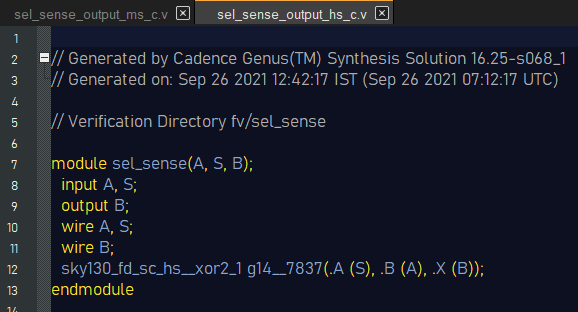 sel_sense_output_ms_c.v
sel_sense_output_hs_c.v
1
2 // Generated by Cadence Genus(TM) Synthesis Solution 16.25-s068_1
3 // Generated on: Sep 26 2021 12:42:17 IST (Sep 26 2021 07:12:17 UTC)
4
5 // Verification Directory fv/sel_sense
6
7 module sel_sense(A, S, B);
8 input A, S;
9 output B;
10 wire A, S;
11 wire B;
12 sky130_fd_sc_hs__xor2_1 g14__7837(.A (S), .B (A), .X (B));
13 endmodule
14